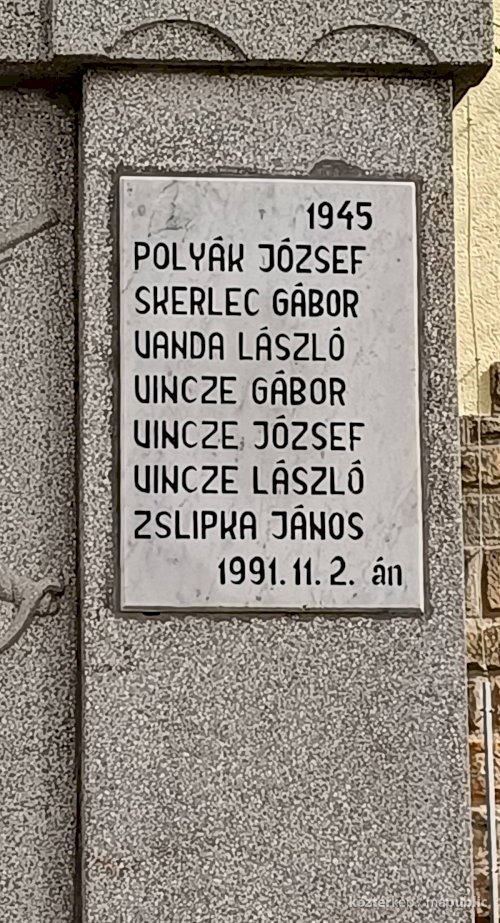 1945
POLYÁK JÓZSEF
SKERLEC GÁBOR
VANDA LÁSZLÓ
VINCZE GÁBOR
VINCZE JÓZSEF
VINCZE LÁSZLÓ
ZSLIPKA JÁNOS
1991. 11. 2. án